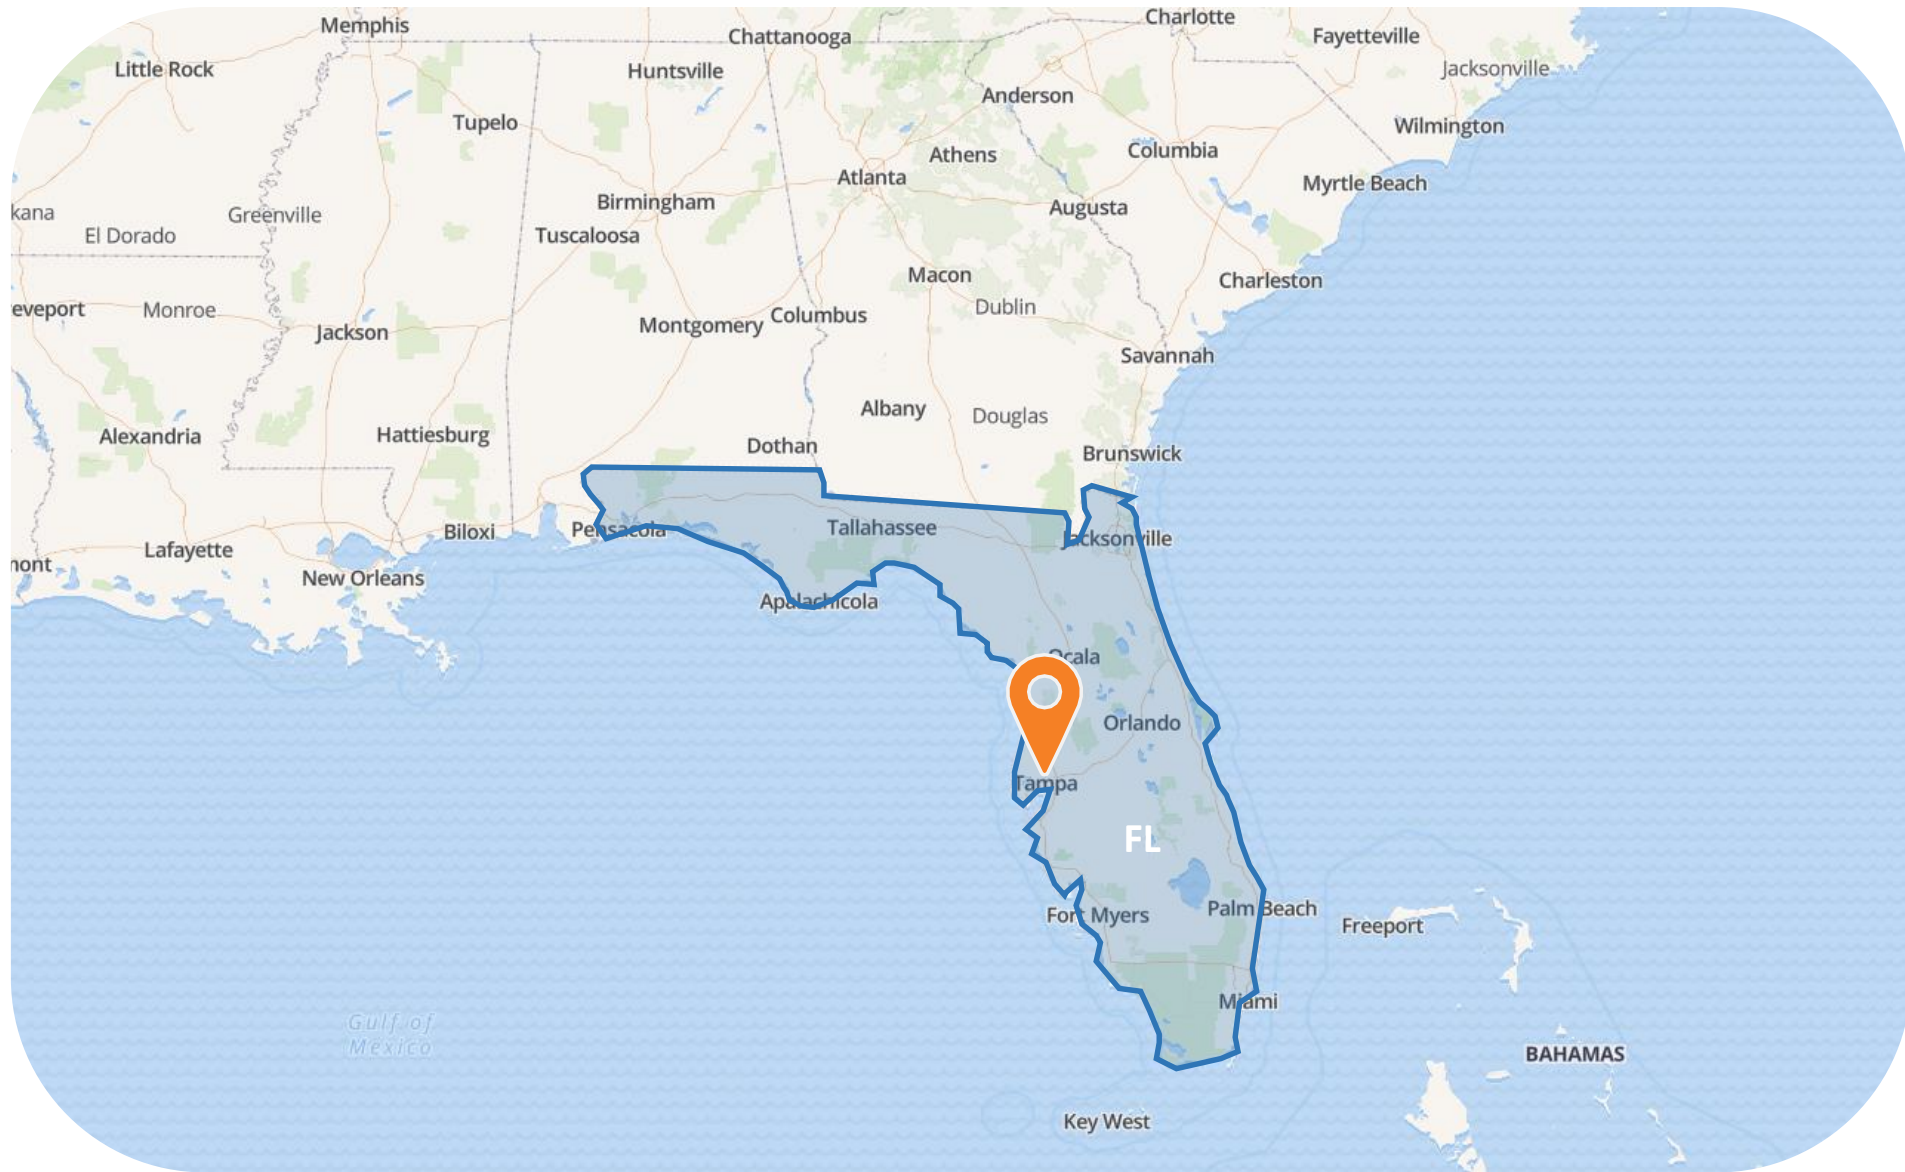 Memphis
Charlotte
Chattanooga
Fayetteville
Little Rock
Huntsville
Jacksonville
Anderson
Tupelo
Wilmington
Athens
Columbia
Atlanta
Myrtle Beach
Birmingham
Augusta
kana
Greenville
El Dorado
Tuscaloosa
Macon
Charleston
eveport
Monroe
Dublin
Jackson
Montgomery
Columbus
Savannah
Albany
Douglas
Alexandria
Hattiesburg
Dothan
Brunswick
Biloxi
Pensacola
Tallahassee
Jacksonville
Lafayette
mont
New Orleans
Apalachicola
Ocala
Orlando
Tampa
FL
Fort Myers
Palm Beach
Freeport
Miami
Gulf of
Mexico
BAHAMAS
Key West